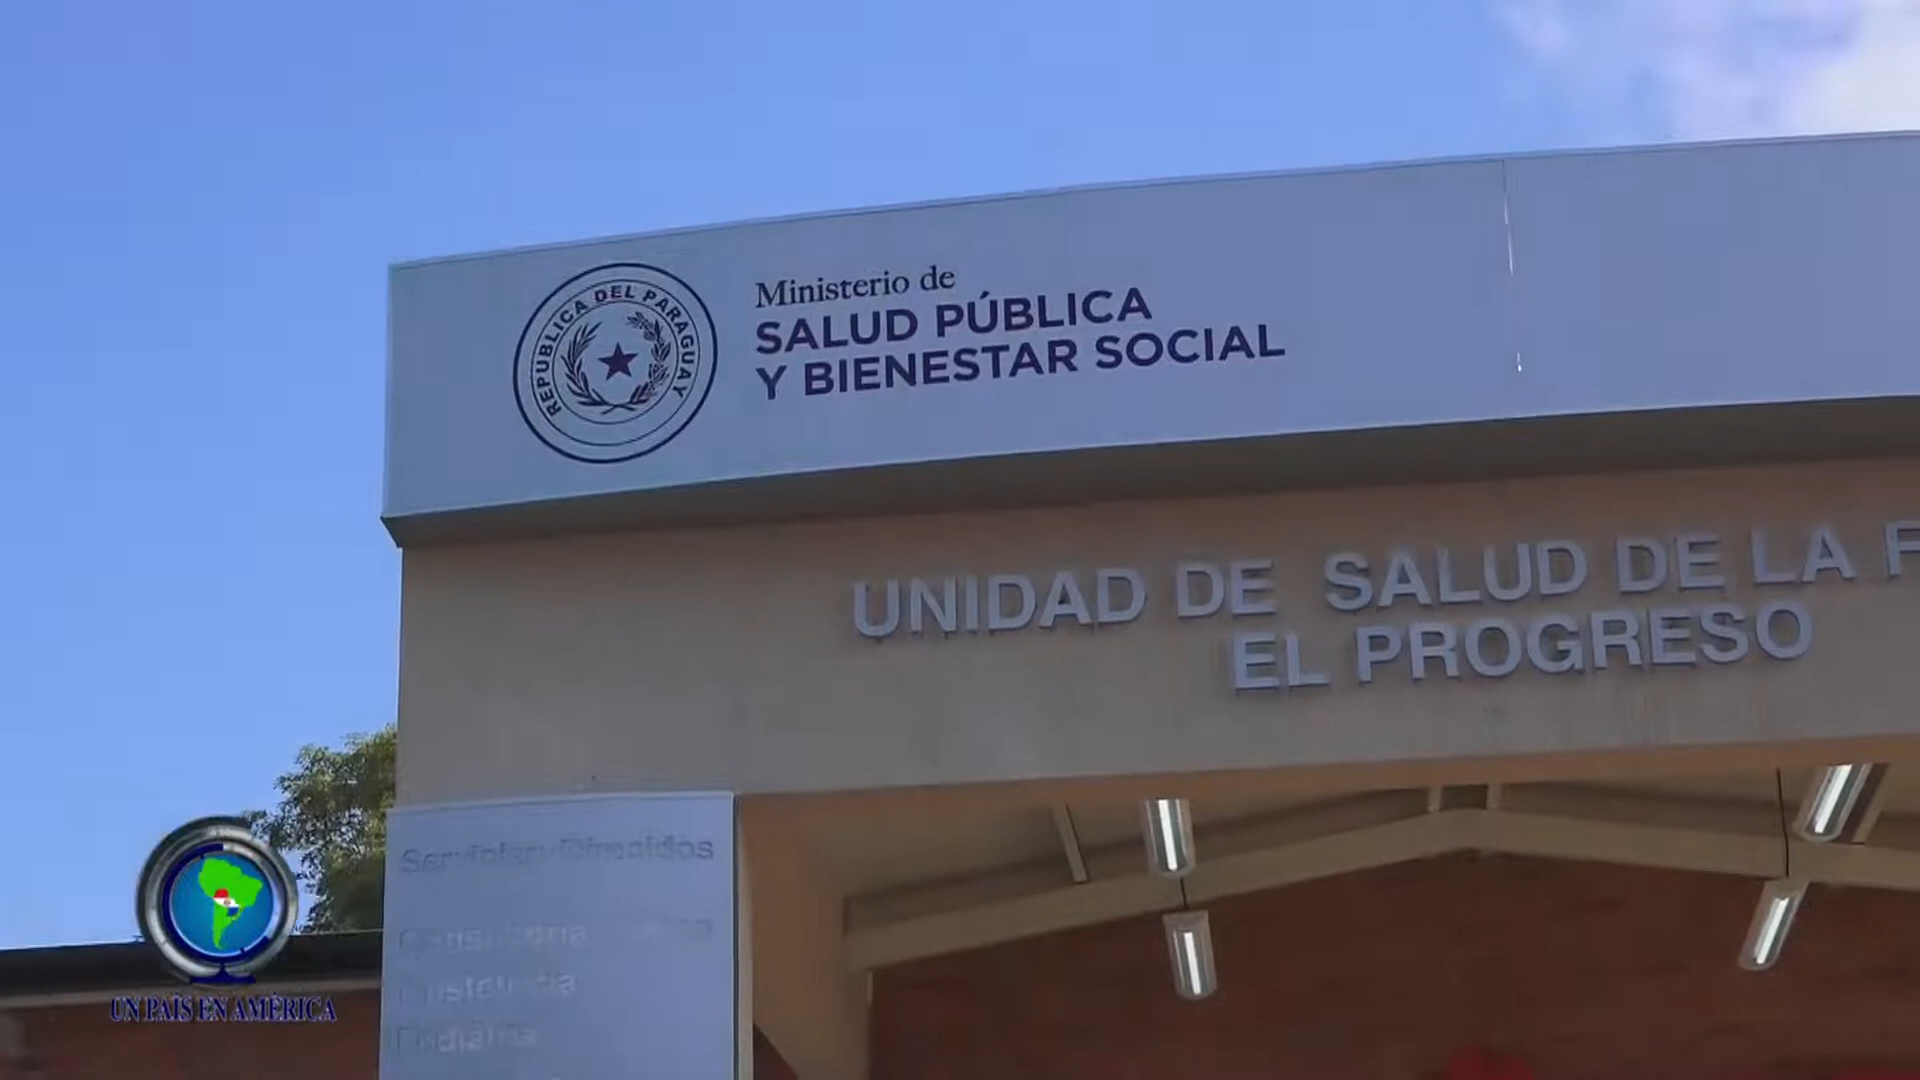 REPUBLICA DEL PARAGUAY
Ministerio de
SALUD PÚBLICA
Y BIENESTAR SOCIAL
UNIDAD DE SALUD DE LA F
EL PROGRESO
Pediatría
UN PAÍS EN AMÉRICA